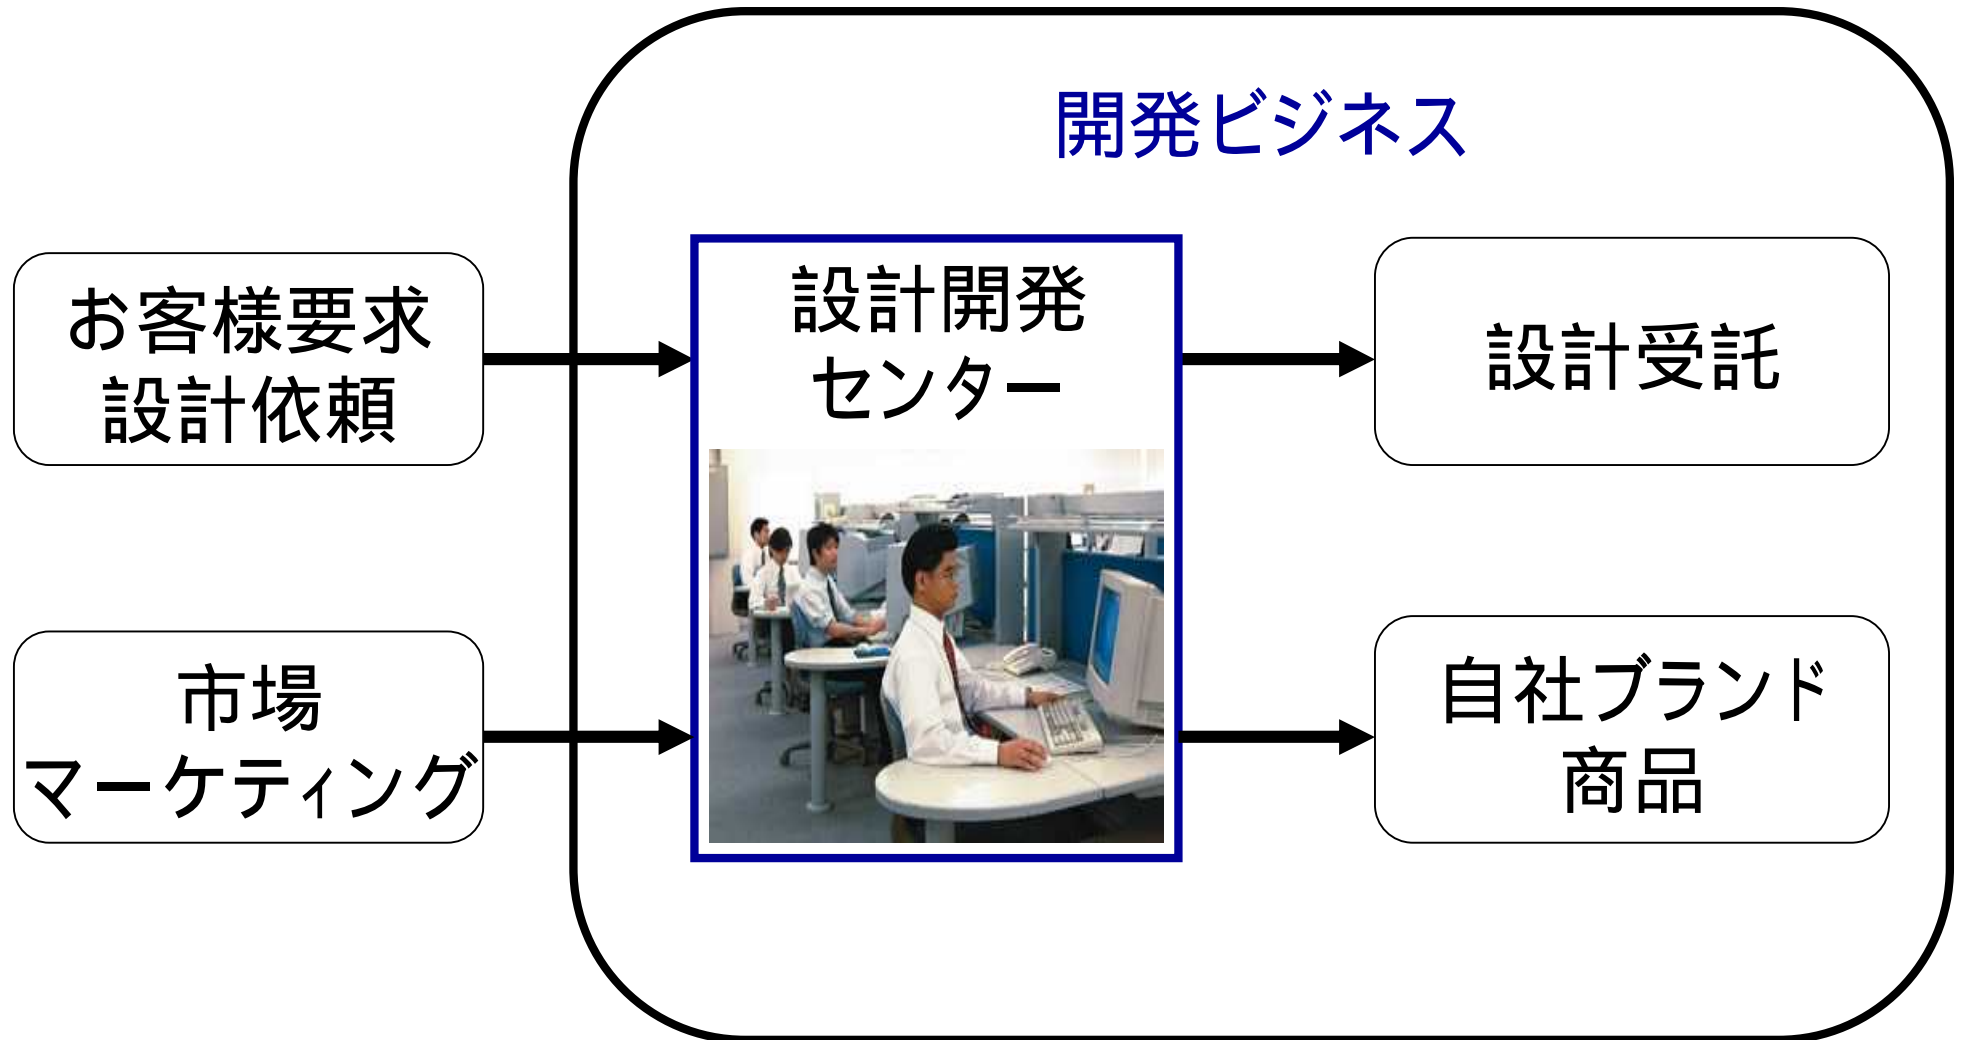 開発ビジネス
お客様要求
設計依頼
設計開発
センター
設計受託
市場
マーケティング
自社ブランド
商品